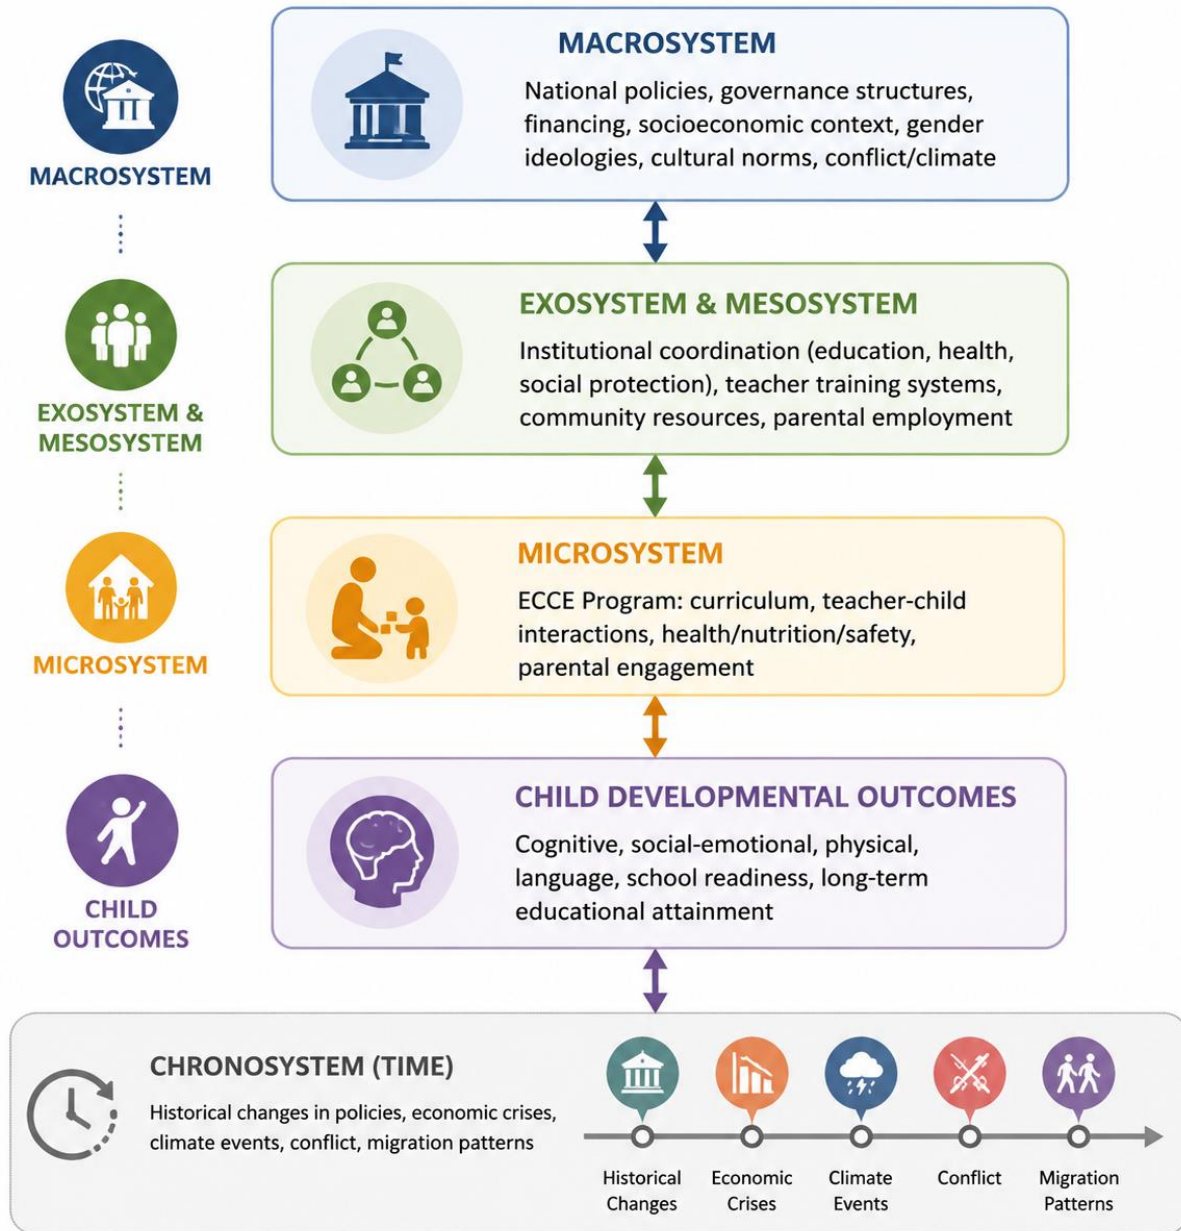 MACROSYSTEM
MACROSYSTEM
National policies, governance structures,
financing, socioeconomic context, gender
ideologies, cultural norms, conflict/climate
EXOSYSTEM &
MESOSYSTEM
EXOSYSTEM & MESOSYSTEM
Institutional coordination (education, health,
social protection), teacher training systems,
community resources, parental employment
MICROSYSTEM
MICROSYSTEM
ECCE Program: curriculum, teacher-child
interactions, health/nutrition/safety,
parental engagement
CHILD
OUTCOMES
CHILD DEVELOPMENTAL OUTCOMES
Cognitive, social-emotional, physical,
language, school readiness, long-term
educational attainment
CHRONOSYSTEM (TIME)
Historical changes in policies, economic crises,
climate events, conflict, migration patterns
Historical
Changes
Economic
Crises
Climate
Events
Conflict
Migration
Patterns